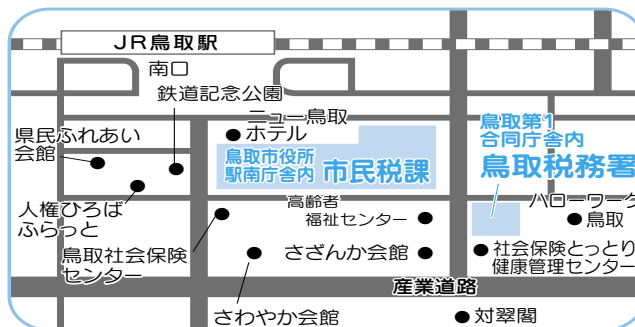 JR鳥取駅
南口
鉄道記念公園
ニュー鳥取
ホテル
県民ふれあい
会館
鳥取市役所
駅南庁舎内 市民税課
鳥取第1
合同庁舎内
鳥取税務署
人権ひろば
ふらっと
高齢者
福祉センター
ハローワーク
鳥取
鳥取社会保険
センター
さざんか会館
社会保険とっとり
健康管理センター
産業道路
さわやか会館
対翠閣